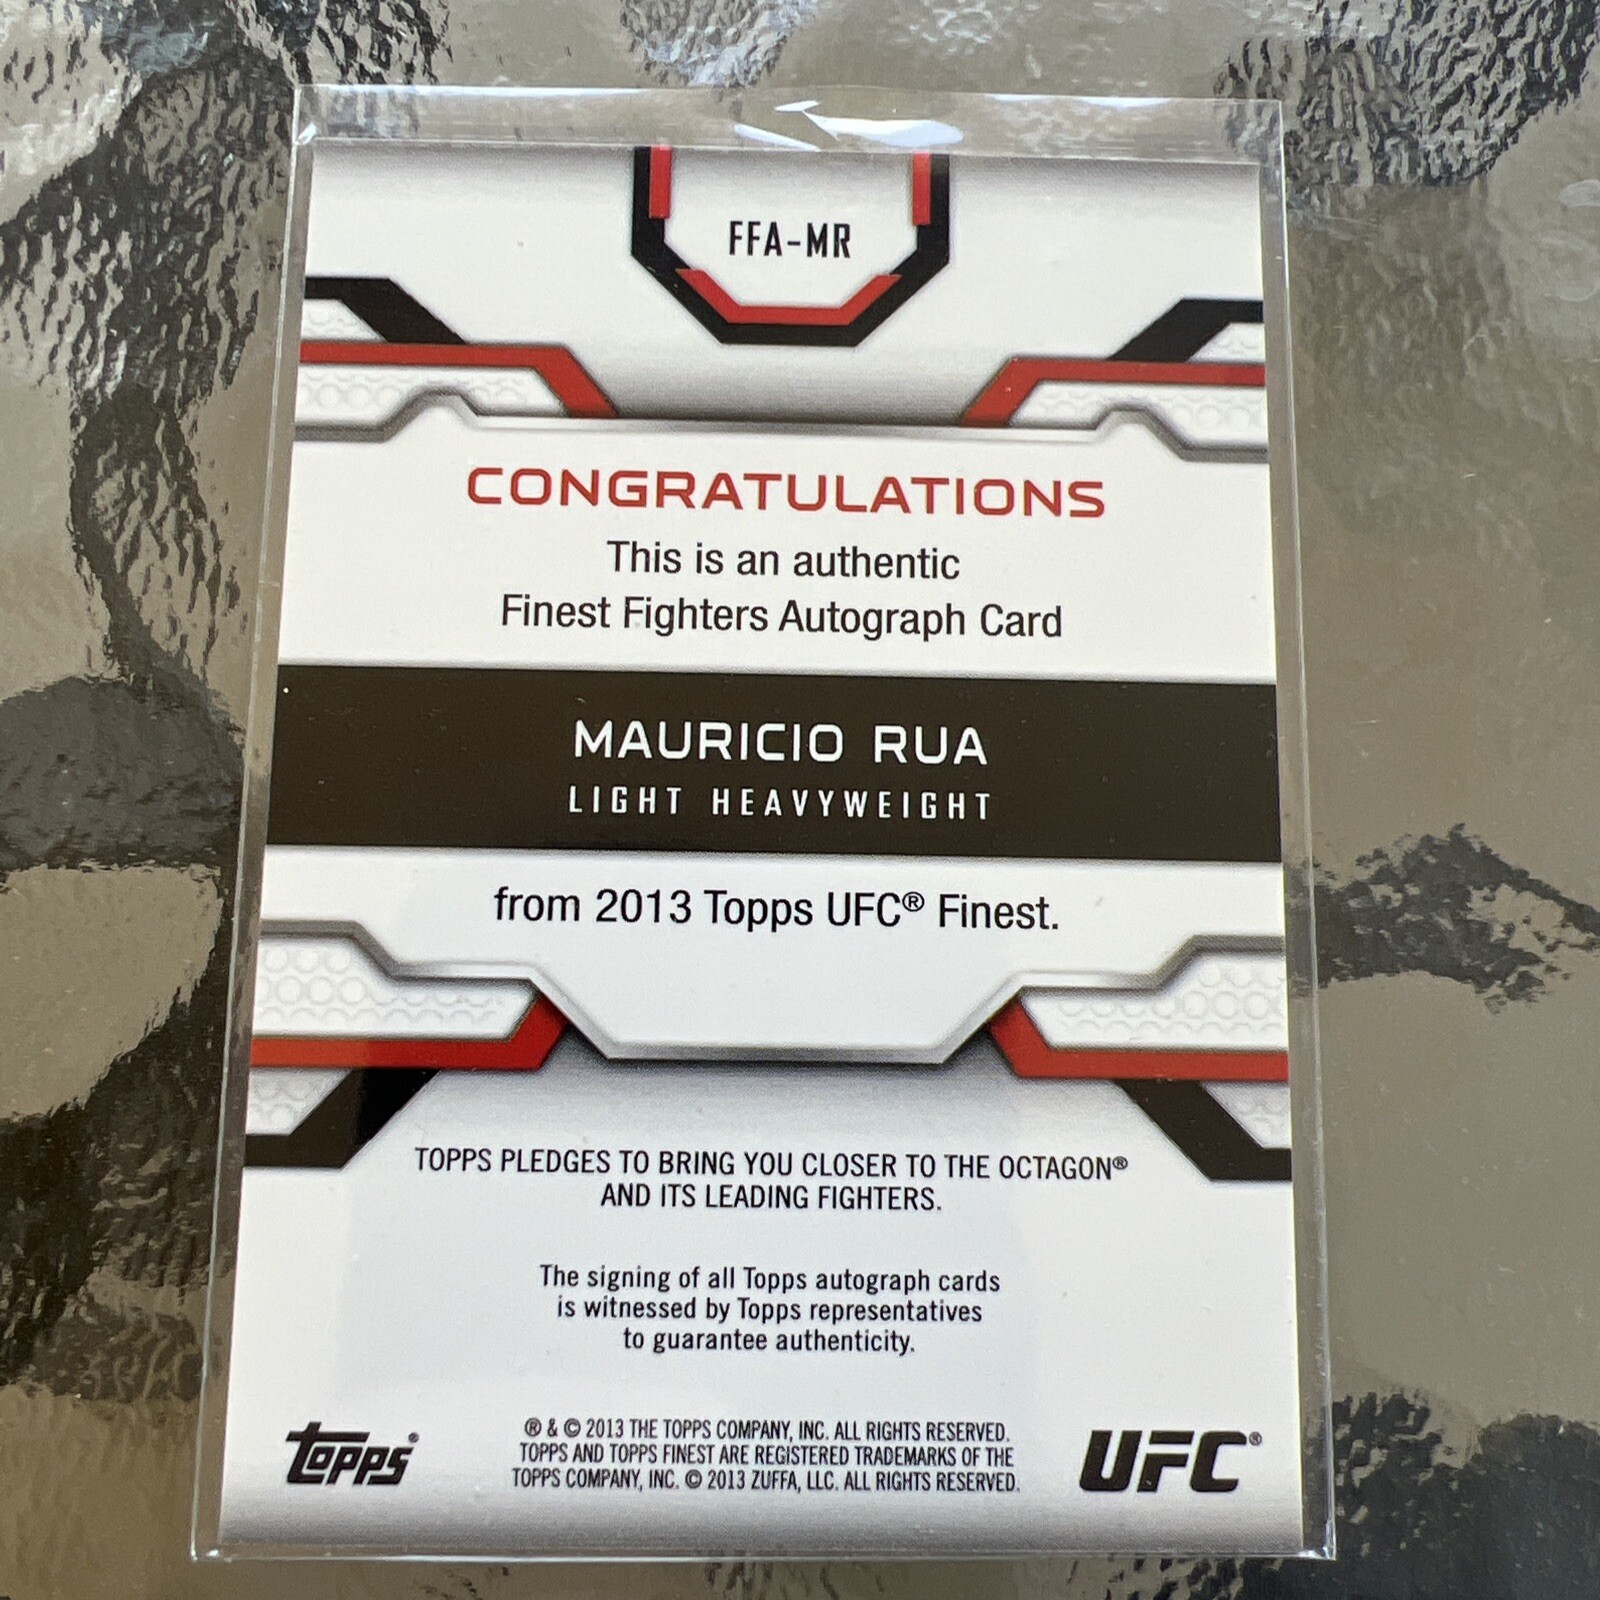 FFA-MR
CONGRATULATIONS
This is an authentic
Finest Fighters Autograph Card
MAURICIO RUA
LIGHT HEAVYWEIGHT
from 2013 Topps UFC® Finest.
TOPPS PLEDGES TO BRING YOU CLOSER TO THE OCTAGON®
AND ITS LEADING FIGHTERS.
The signing of all Topps autograph cards
is witnessed by Topps representatives
to guarantee authenticity.
topps®
® & © 2013 THE TOPPS COMPANY, INC. ALL RIGHTS RESERVED.
TOPPS AND TOPPS FINEST ARE REGISTERED TRADEMARKS OF THE
TOPPS COMPANY, INC. © 2013 ZUFFA, LLC. ALL RIGHTS RESERVED.
UFC®